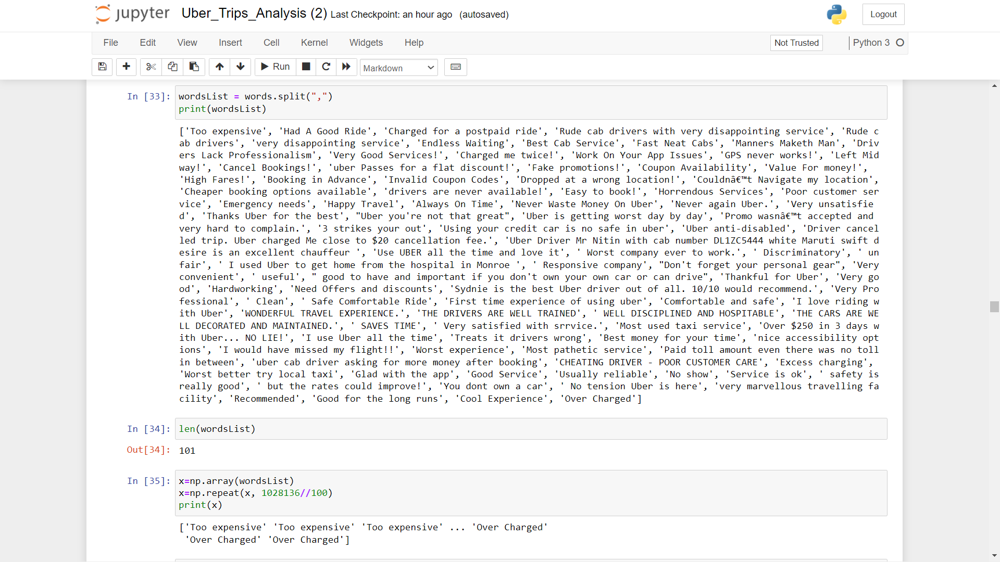 jupyter Uber_Trips_Analysis (2) Last Checkpoint: an hour ago (autosaved) Logout
File Edit View Insert Cell Kernel Widgets Help Not Trusted Python 3
Run Markdown
In [33]: wordsList = words.split(",")
print(wordsList)
['Too expensive', 'Had A Good Ride', 'Charged for a postpaid ride', 'Rude cab drivers with very disappointing service', 'Rude c
ab drivers', 'very disappointing service', 'Endless Waiting', 'Best Cab Service', 'Fast Neat Cabs', 'Manners Maketh Man', 'Driv
ers Lack Professionalism', 'Very Good Services!', 'Charged me twice!', 'Work On Your App Issues', 'GPS never works!', 'Left Mid
way!', 'Cancel Bookings!', 'uber Passes for a flat discount!', 'Fake promotions!', 'Coupon Availability', 'Value For money!',
'High Fares!', 'Booking in Advance', 'Invalid Coupon Codes', 'Dropped at a wrong location!', 'Couldnâ€™t Navigate my location',
'Cheaper booking options available', 'drivers are never available!', 'Easy to book!', 'Horrendous Services', 'Poor customer ser
vice', 'Emergency needs', 'Happy Travel', 'Always On Time', 'Never Waste Money On Uber', 'Never again Uber.', 'Very unsatisfie
d', 'Thanks Uber for the best', "Uber you're not that great", 'Uber is getting worst day by day', 'Promo wasnâ€™t accepted and
very hard to complain.', '3 strikes your out', 'Using your credit car is no safe in uber', 'Uber anti-disabled', 'Driver cancel
led trip. Uber charged Me close to $20 cancellation fee.', 'Uber Driver Mr Nitin with cab number DL1ZC5444 white Maruti swift d
esire is an excellent chauffeur ', 'Use UBER all the time and love it', ' Worst company ever to work.', ' Discriminatory', ' un
fair', ' I used Uber to get home from the hospital in Monroe ', ' Responsive company', "Don't forget your personal gear", 'Very
convenient', ' useful', " good to have and important if you don't own your own car or can drive", 'Thankful for Uber', 'Very go
od', 'Hardworking', 'Need Offers and discounts', 'Sydnie is the best Uber driver out of all. 10/10 would recommend.', 'Very Pro
fessional', ' Clean', ' Safe Comfortable Ride', 'First time experience of using uber', 'Comfortable and safe', 'I love riding w
ith Uber', 'WONDERFUL TRAVEL EXPERIENCE.', 'THE DRIVERS ARE WELL TRAINED', ' WELL DISCIPLINED AND HOSPITABLE', 'THE CARS ARE WE
LL DECORATED AND MAINTAINED.', ' SAVES TIME', ' Very satisfied with srrvice.', 'Most used taxi service', 'Over $250 in 3 days w
ith Uber... NO LIE!', 'I use Uber all the time', 'Treats it drivers wrong', 'Best money for your time', 'nice accessibility opt
ions', 'I would have missed my flight!!', 'Worst experience', 'Most pathetic service', 'Paid toll amount even there was no toll
in between', 'uber cab driver asking for more money after booking', 'CHEATING DRIVER - POOR CUSTOMER CARE', 'Excess charging',
'Worst better try local taxi', 'Glad with the app', 'Good Service', 'Usually reliable', 'No show', 'Service is ok', ' safety is
really good', ' but the rates could improve!', 'You dont own a car', ' No tension Uber is here', 'very marvellous travelling fa
cility', 'Recommended', 'Good for the long runs', 'Cool Experience', 'Over Charged']
In [34]: len(wordsList)
Out[34]: 101
In [35]: x=np.array(wordsList)
x=np.repeat(x, 1028136//100)
print(x)
['Too expensive' 'Too expensive' 'Too expensive' ... 'Over Charged'
'Over Charged' 'Over Charged']